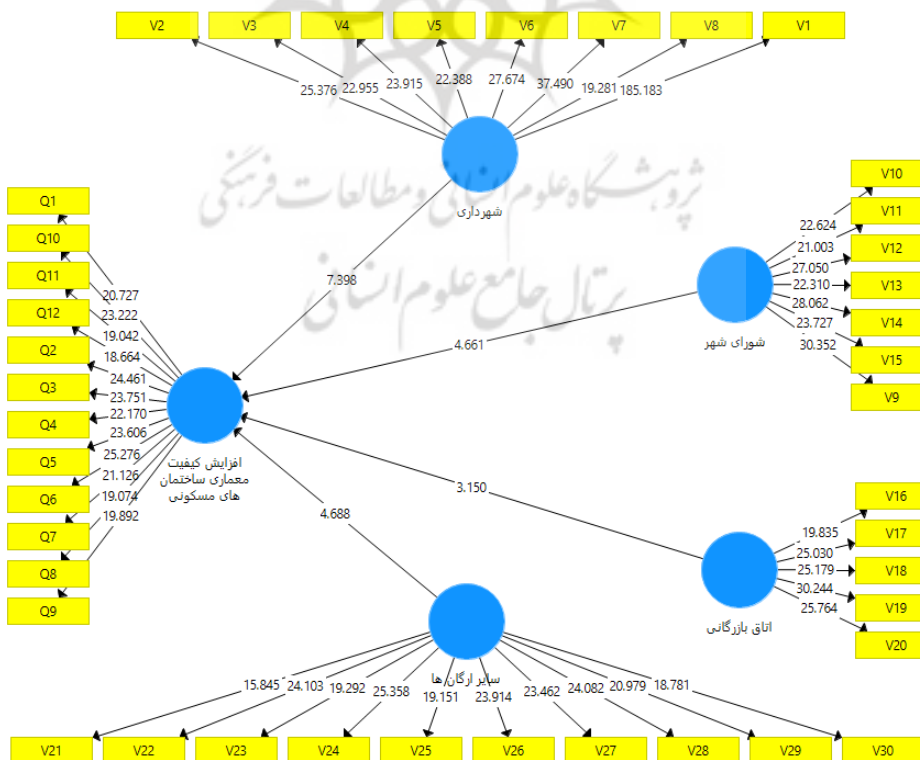 V2
V3
V4
V5
V6
V7
V8
V1
25.376
22.955
23.915
22.388
27.674
37.490
19.281
185.183
شهرداری
پژوهشگاه علوم انسانی و مطالعات فرهنگی
پرتال جامع علوم انسانی
7.398
V10
V11
V12
V13
V14
V15
V9
22.624
21.003
27.050
22.310
28.062
23.727
30.352
شورای شهر
4.661
Q1
Q10
Q11
Q12
Q2
Q3
Q4
Q5
Q6
Q7
Q8
Q9
20.727
23.222
19.042
18.664
24.461
23.751
22.170
23.606
25.276
21.126
19.074
19.892
افزایش کیفیت
معماری ساختمان
های مسکونی
3.150
4.688
V16
V17
V18
V19
V20
19.835
25.030
25.179
30.244
25.764
اتاق بازرگانی
سایر ارگان ها
15.845
24.103
19.292
25.358
19.151
23.914
23.462
24.082
20.979
18.781
V21
V22
V23
V24
V25
V26
V27
V28
V29
V30